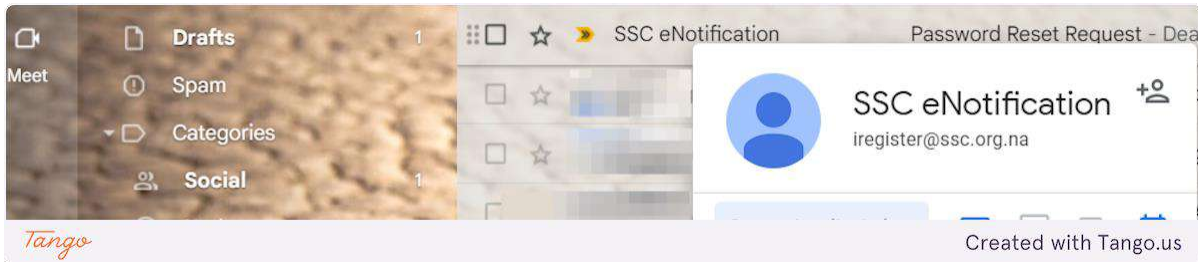 Meet
Drafts 1
Spam
Categories
Social 1
SSC eNotification Password Reset Request - Dea
SSC eNotification
iregister@ssc.org.na
Tango
Created with Tango.us